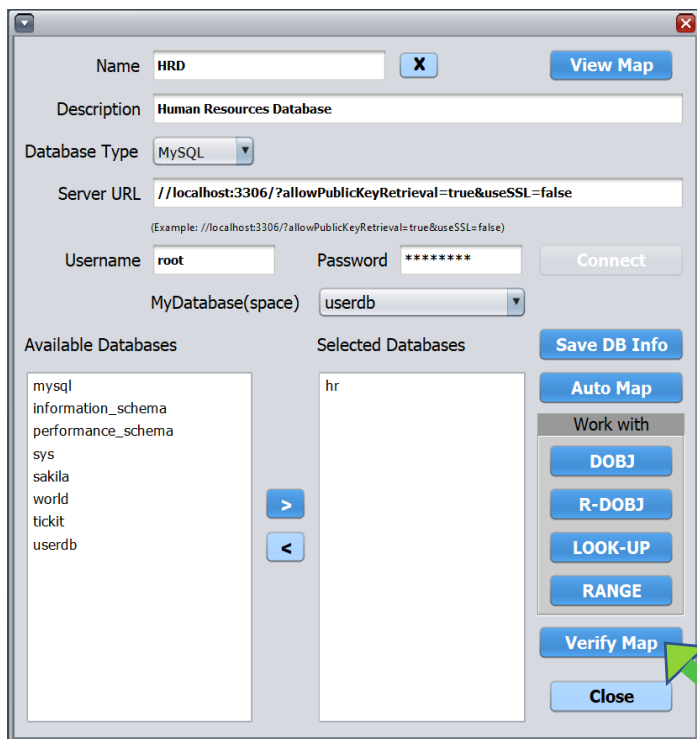 Name HRD X View Map
Description Human Resources Database
Database Type MySQL
Server URL //localhost:3306/?allowPublicKeyRetrieval=true&useSSL=false
(Example: //localhost:3306/?allowPublicKeyRetrieval=true&useSSL=false)
Username root Password ******** Connect
MyDatabase(space) userdb
Available Databases Selected Databases Save DB Info
mysql hr Auto Map
information_schema
performance_schema Work with
sys
sakila DOBJ
world
tickit > R-DOBJ
userdb
< LOOK-UP
RANGE
Verify Map
Close